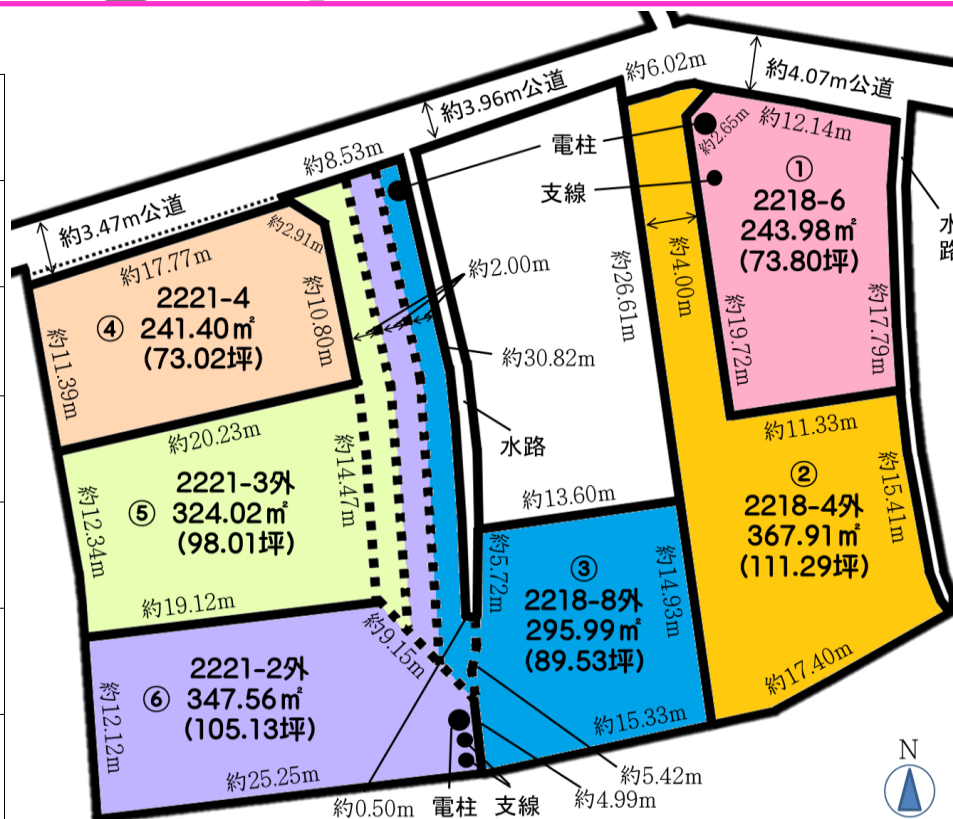 約6.02m
約4.07m公道
約3.96m公道
約8.53m
約3.47m公道
電柱
支線
約2.65m
約12.14m
①
2218-6
243.98㎡
(73.80坪)
約19.72m
約17.79m
約11.33m
水路
約4.00m
約26.61m
約2.00m
約30.82m
水路
約13.60m
約17.77m
約2.91m
約10.80m
約11.39m
④
2221-4
241.40㎡
(73.02坪)
約20.23m
約14.47m
約12.34m
⑤
2221-3外
324.02㎡
(98.01坪)
約19.12m
約9.15m
約12.12m
⑥
2221-2外
347.56㎡
(105.13坪)
約25.25m
約5.72m
③
2218-8外
295.99㎡
(89.53坪)
約14.93m
約15.33m
②
2218-4外
367.91㎡
(111.29坪)
約15.41m
約17.40m
約5.42m
約4.99m
約0.50m
電柱
支線
N